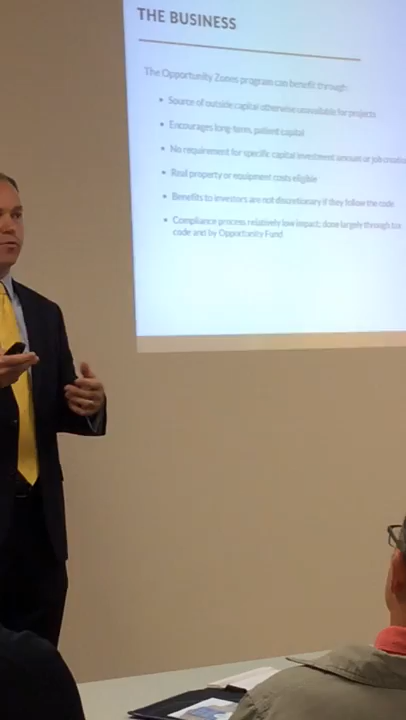 THE BUSINESS
The Opportunity Zones program can benefit through:
• Source of outside capital otherwise unavailable for projects
• Encourages long-term, patient capital
• No requirement for specific capital investment amount or job creatio
• Real property or equipment costs eligible
• Benefits to investors are not discretionary if they follow the code
• Compliance process relatively low impact; done largely through tax
code and by Opportunity Fund